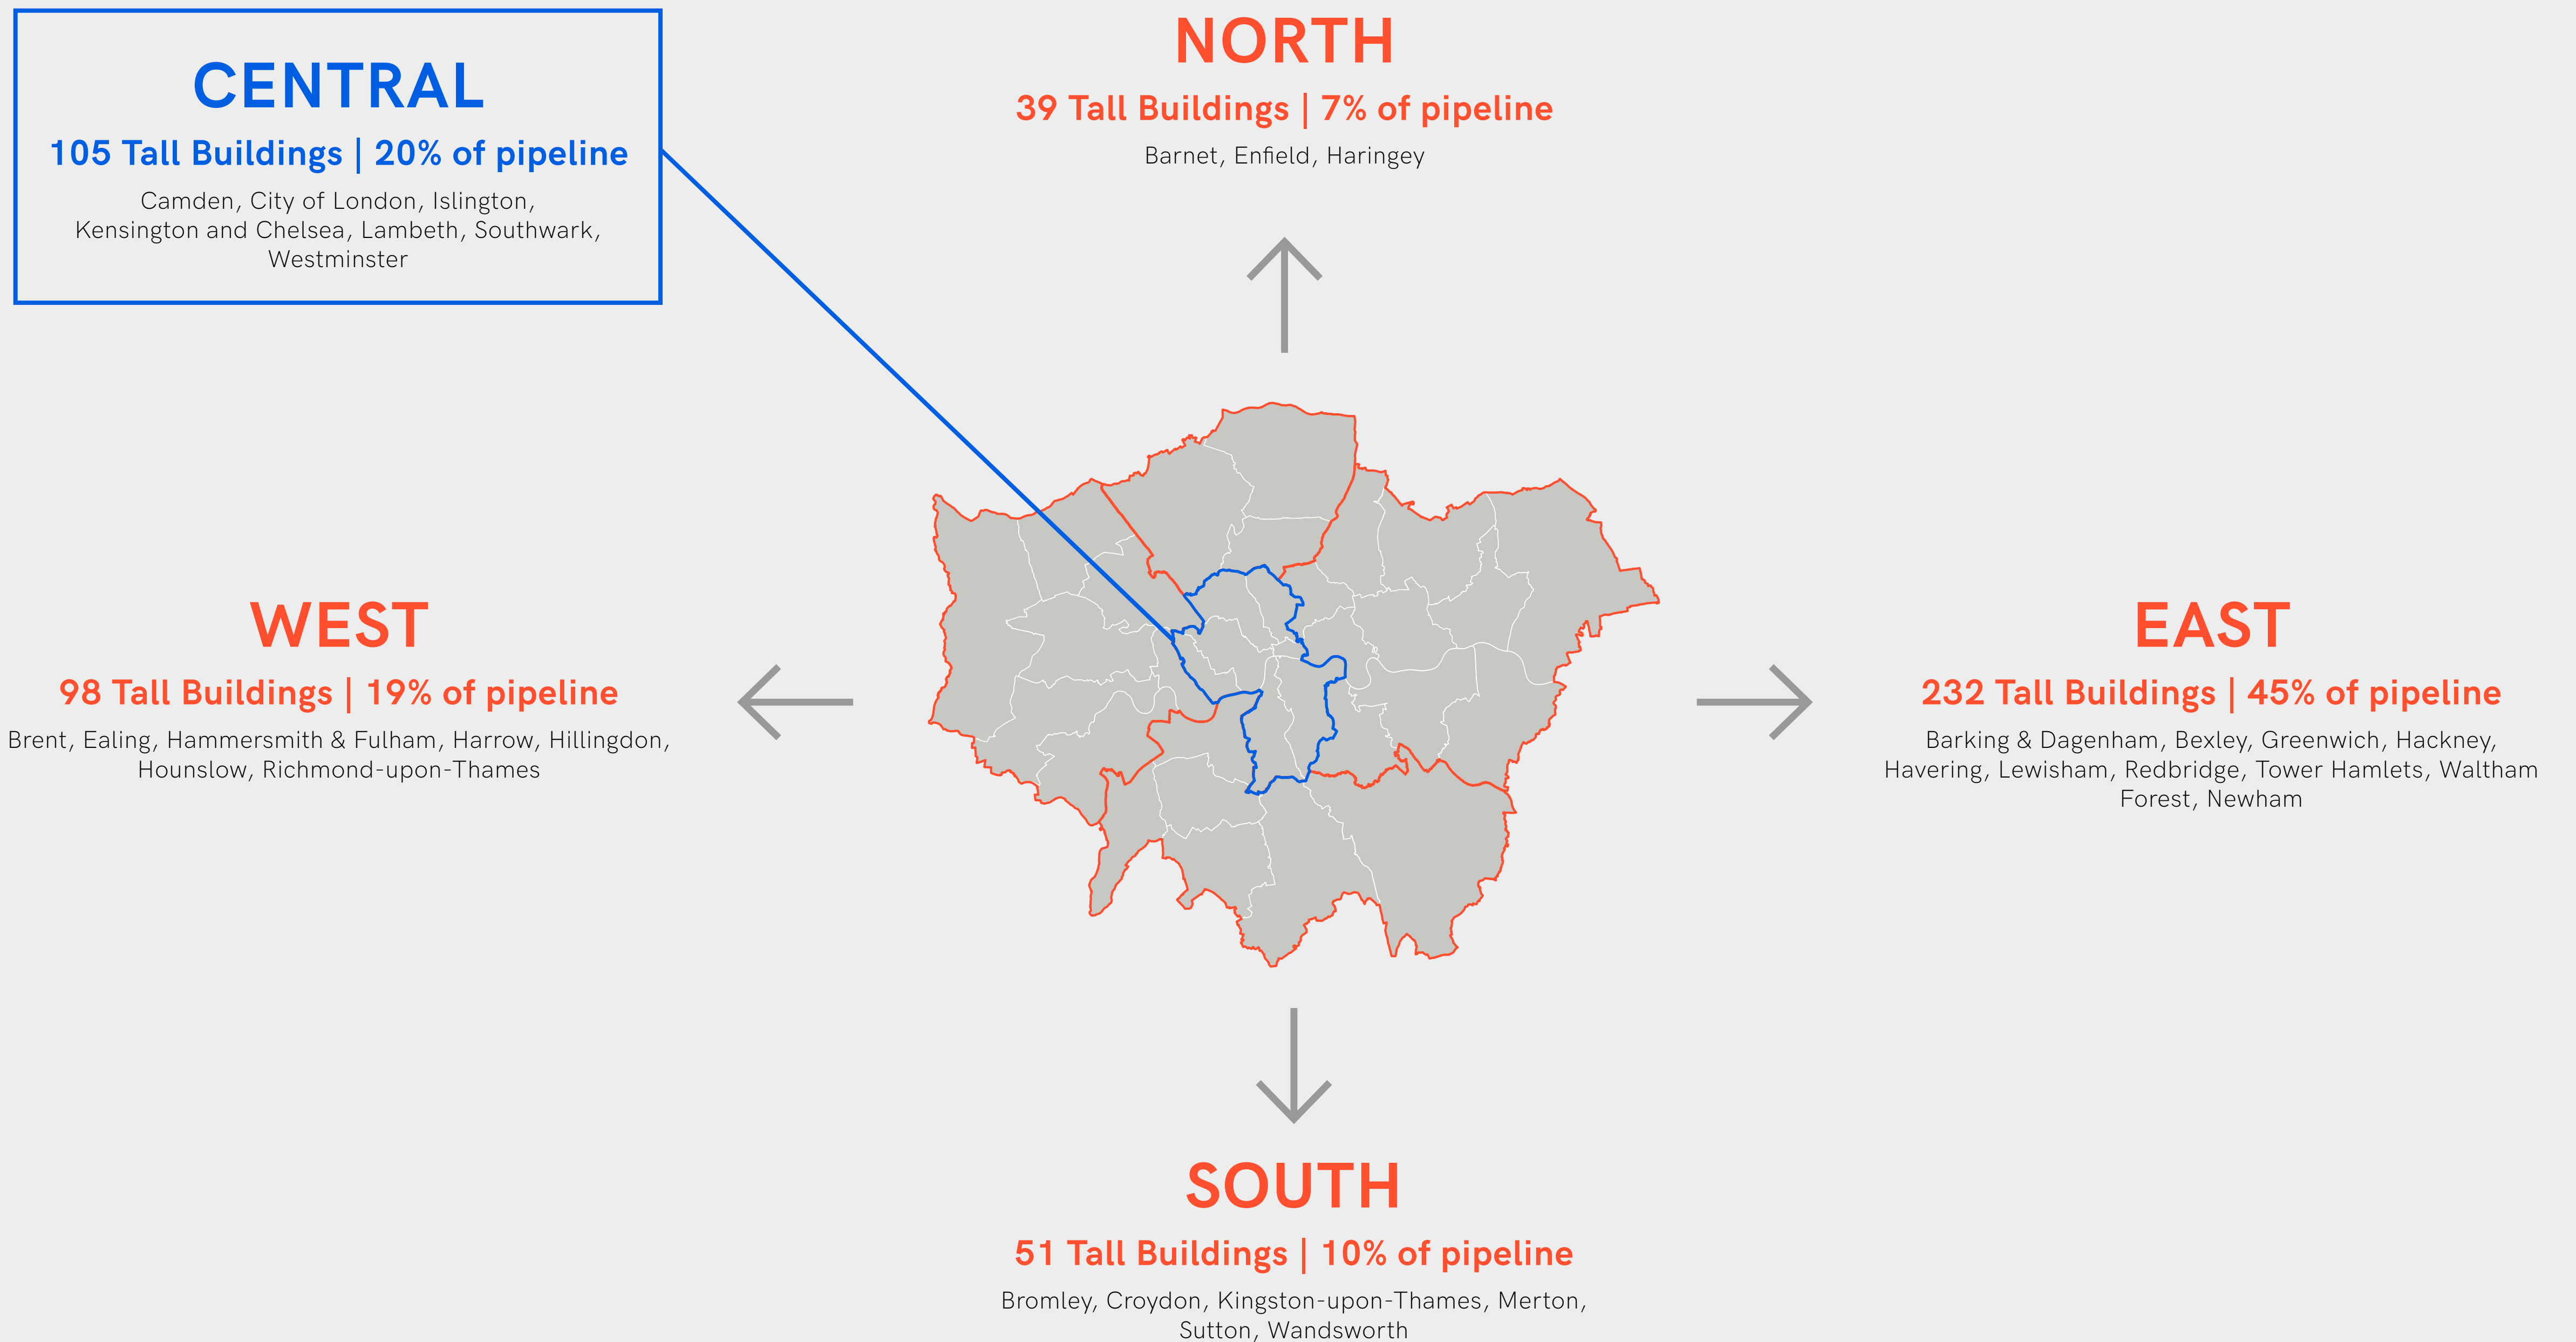 CENTRAL
105 Tall Buildings | 20% of pipeline
Camden, City of London, Islington,
Kensington and Chelsea, Lambeth, Southwark,
Westminster
NORTH
39 Tall Buildings | 7% of pipeline
Barnet, Enfield, Haringey
WEST
98 Tall Buildings | 19% of pipeline
Brent, Ealing, Hammersmith & Fulham, Harrow, Hillingdon,
Hounslow, Richmond-upon-Thames
EAST
232 Tall Buildings | 45% of pipeline
Barking & Dagenham, Bexley, Greenwich, Hackney,
Havering, Lewisham, Redbridge, Tower Hamlets, Waltham
Forest, Newham
SOUTH
51 Tall Buildings | 10% of pipeline
Bromley, Croydon, Kingston-upon-Thames, Merton,
Sutton, Wandsworth